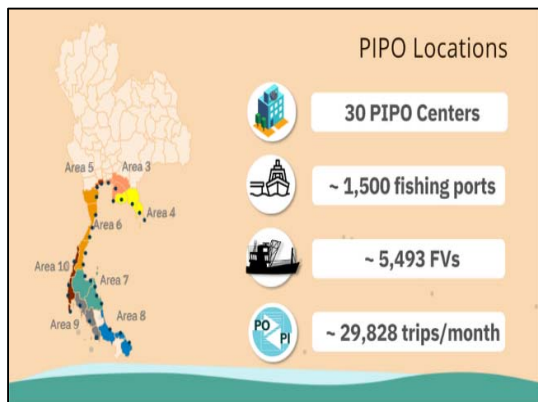 PIPO Locations
30 PIPO Centers
~ 1,500 fishing ports
~ 5,493 FVs
PO PI
~ 29,828 trips/month
Area 5
Area 3
Area 4
Area 6
Area 10
Area 7
Area 9
Area 8